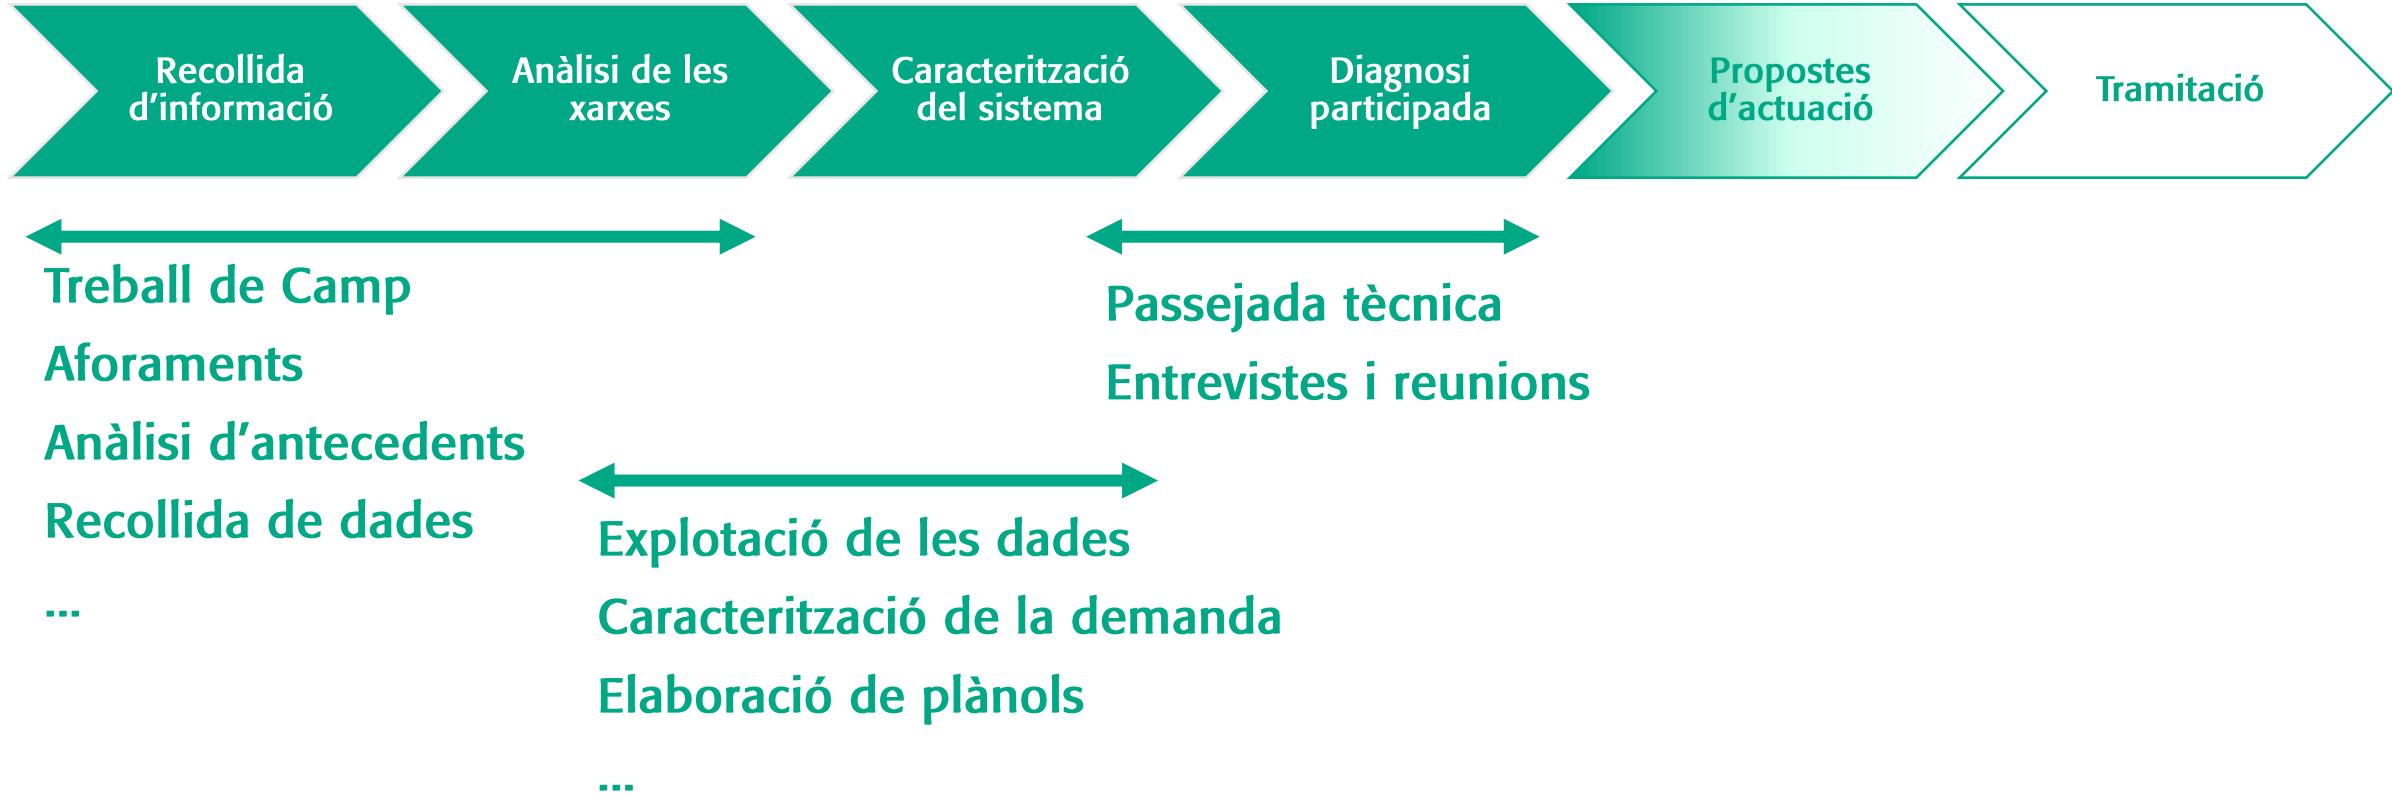 Recollida
d’informació
Anàlisi de les
xarxes
Caracterització
del sistema
Diagnosi
participada
Propostes
d’actuació
Tramitació
Treball de Camp
Aforaments
Anàlisi d’antecedents
Recollida de dades
...
Passejada tècnica
Entrevistes i reunions
Explotació de les dades
Caracterització de la demanda
Elaboració de plànols
...